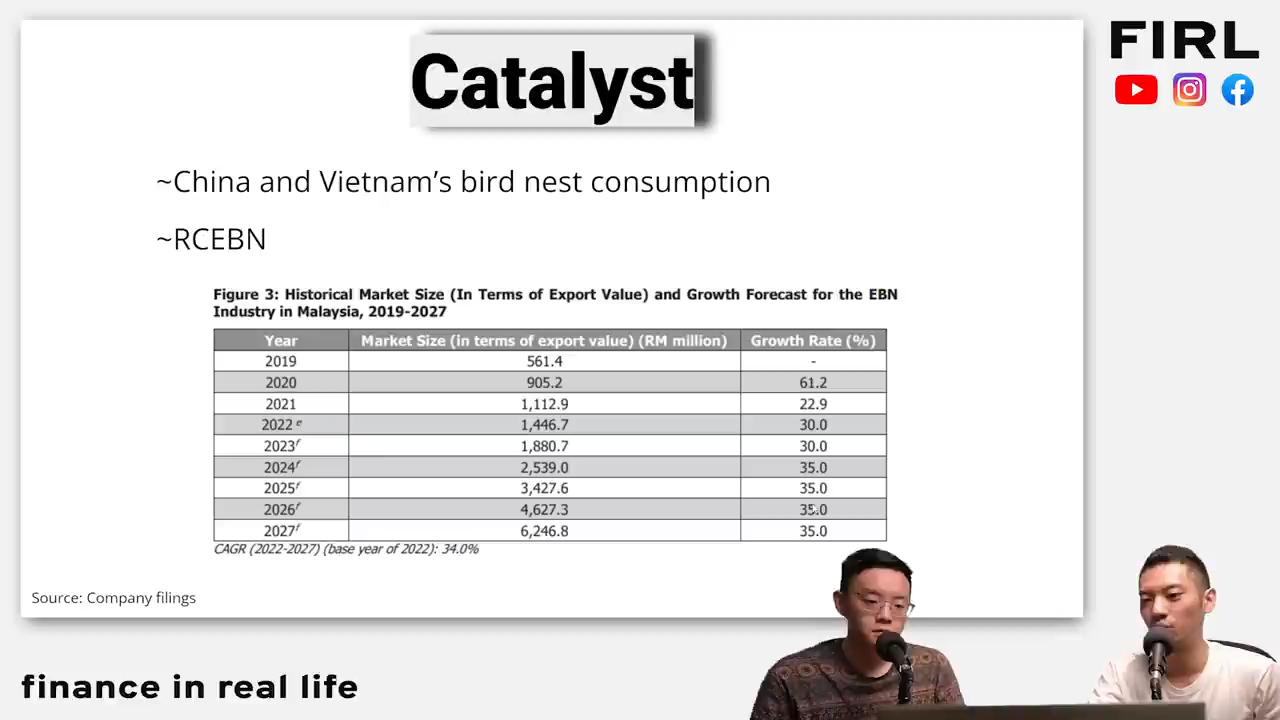 FIRL
Catalyst
~China and Vietnam’s bird nest consumption
~RCEBN
Figure 3: Historical Market Size (In Terms of Export Value) and Growth Forecast for the EBN
Industry in Malaysia, 2019-2027
Year Market Size (in terms of export value) (RM million) Growth Rate (%)
2019 561.4 -
2020 905.2 61.2
2021 1,112.9 22.9
2022 e 1,446.7 30.0
2023f 1,880.7 30.0
2024f 2,539.0 35.0
2025f 3,427.6 35.0
2026f 4,627.3 35.0
2027f 6,246.8 35.0
CAGR (2022-2027) (base year of 2022): 34.0%
Source: Company filings
finance in real life